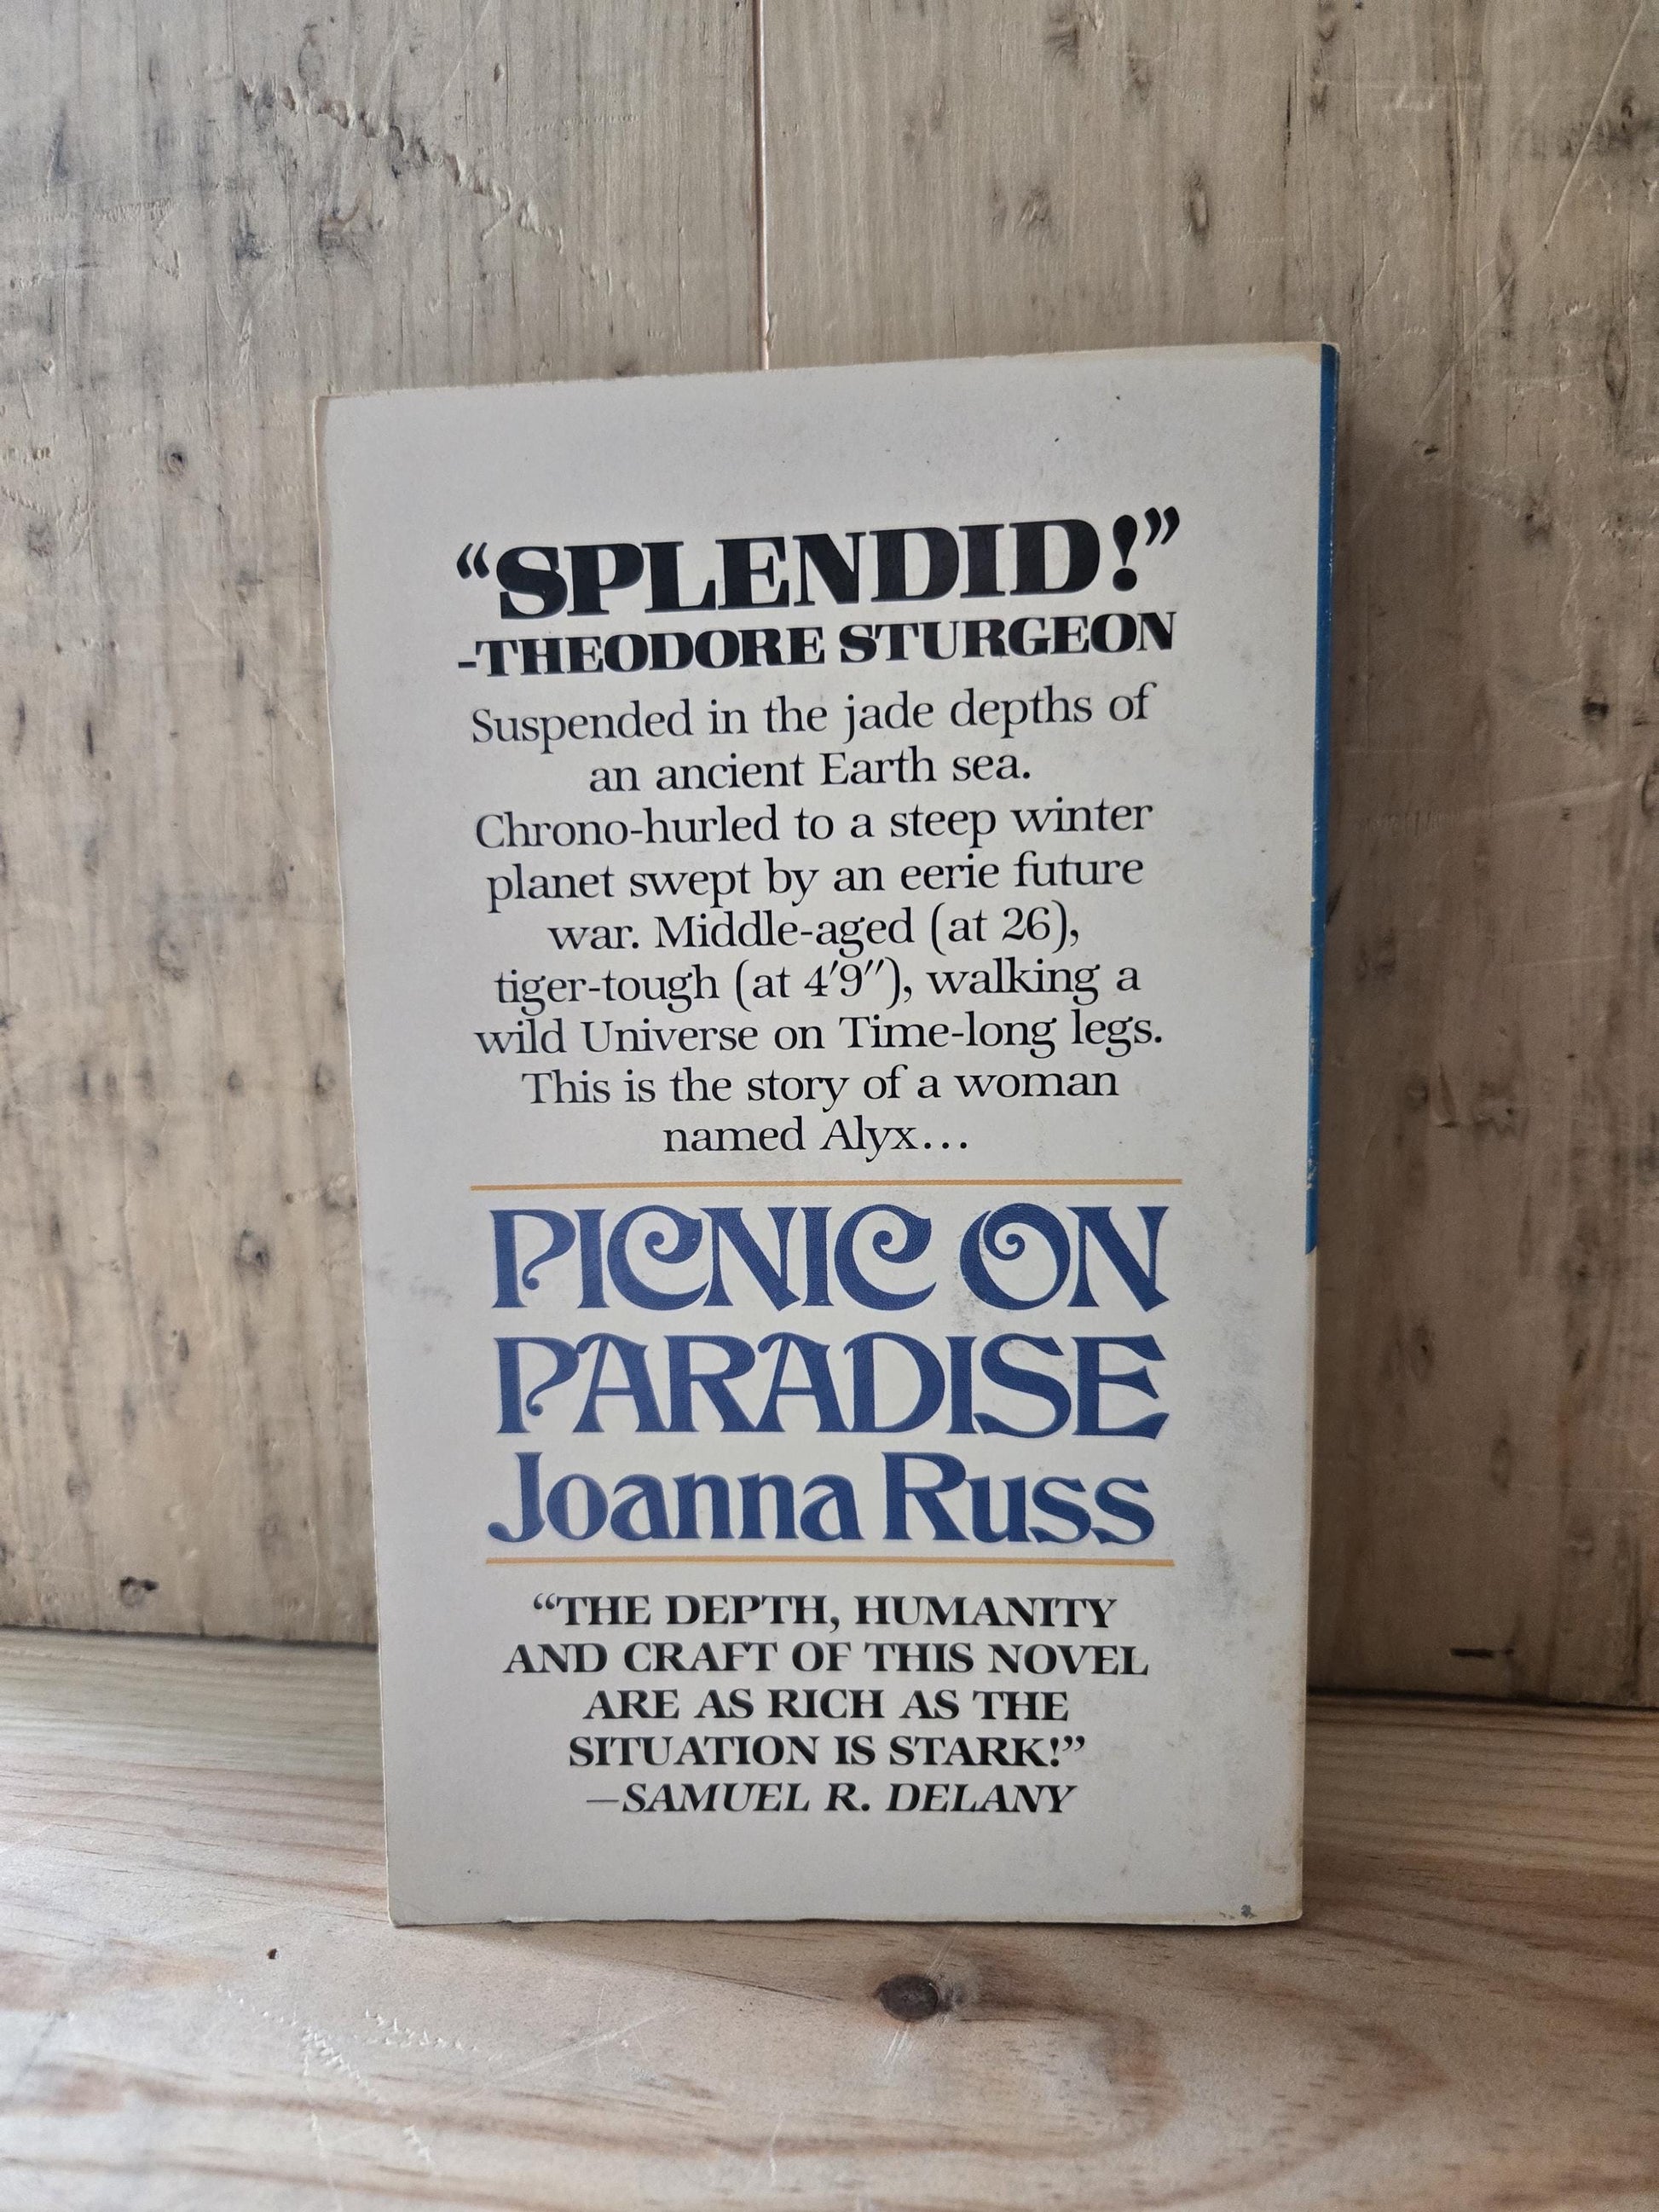 “SPLENDID!”
-THEODORE STURGEON
Suspended in the jade depths of
an ancient Earth sea.
Chrono-hurled to a steep winter
planet swept by an eerie future
war. Middle-aged (at 26),
tiger-tough (at 4′9″), walking a
wild Universe on Time-long legs.
This is the story of a woman
named Alyx...
PICNIC ON
PARADISE
Joanna Russ
“THE DEPTH, HUMANITY
AND CRAFT OF THIS NOVEL
ARE AS RICH AS THE
SITUATION IS STARK!”
—SAMUEL R. DELANY